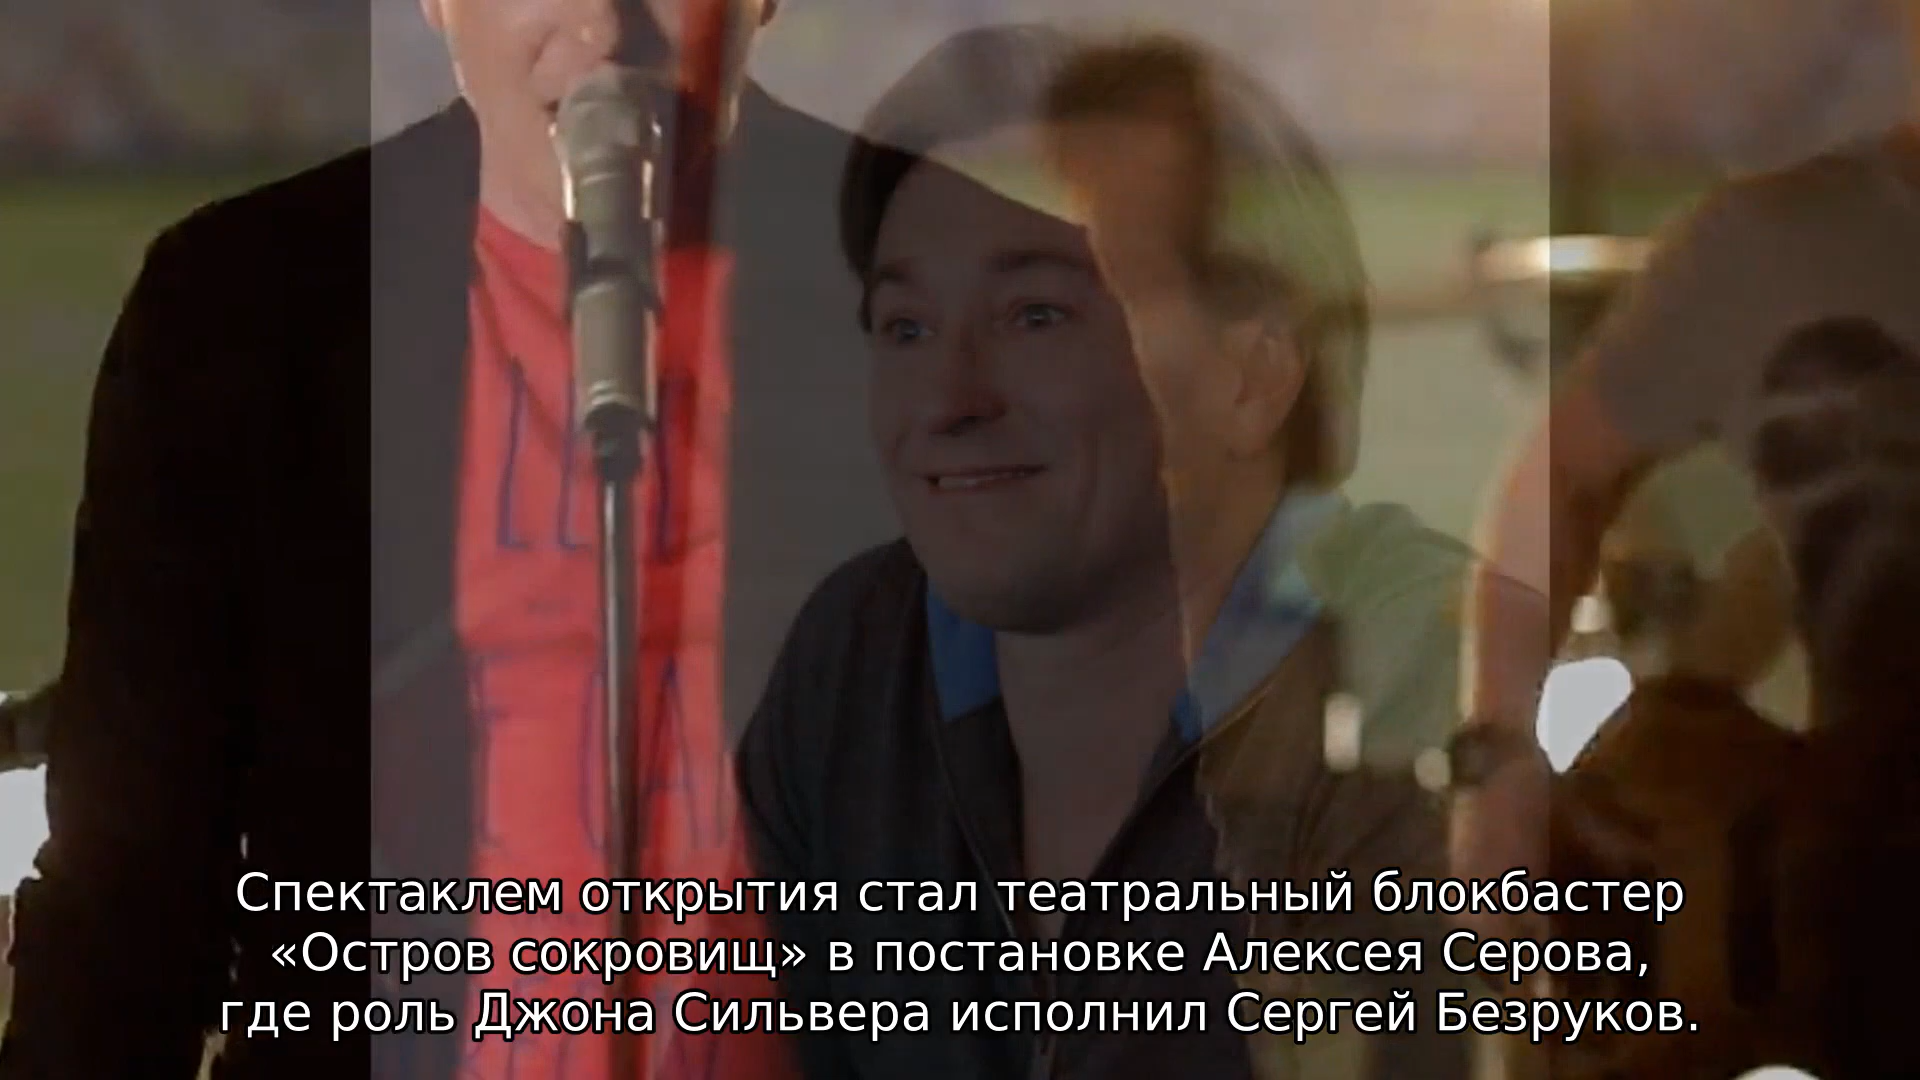 Спектаклем открытия стал театральный блокбастер
«Остров сокровищ» в постановке Алексея Серова,
где роль Джона Сильвера исполнил Сергей Безруков.